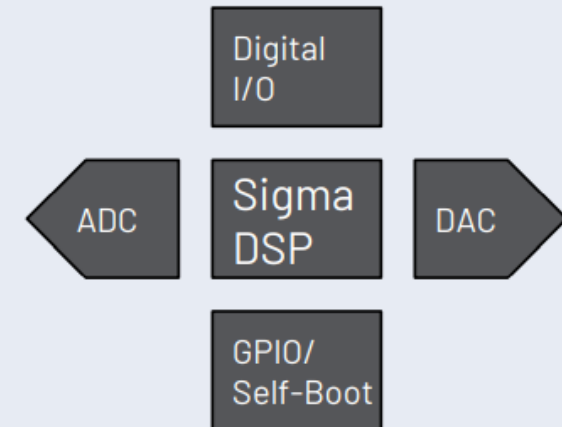 Digital
I/O
ADC
Sigma
DSP
DAC
GPIO/
Self-Boot